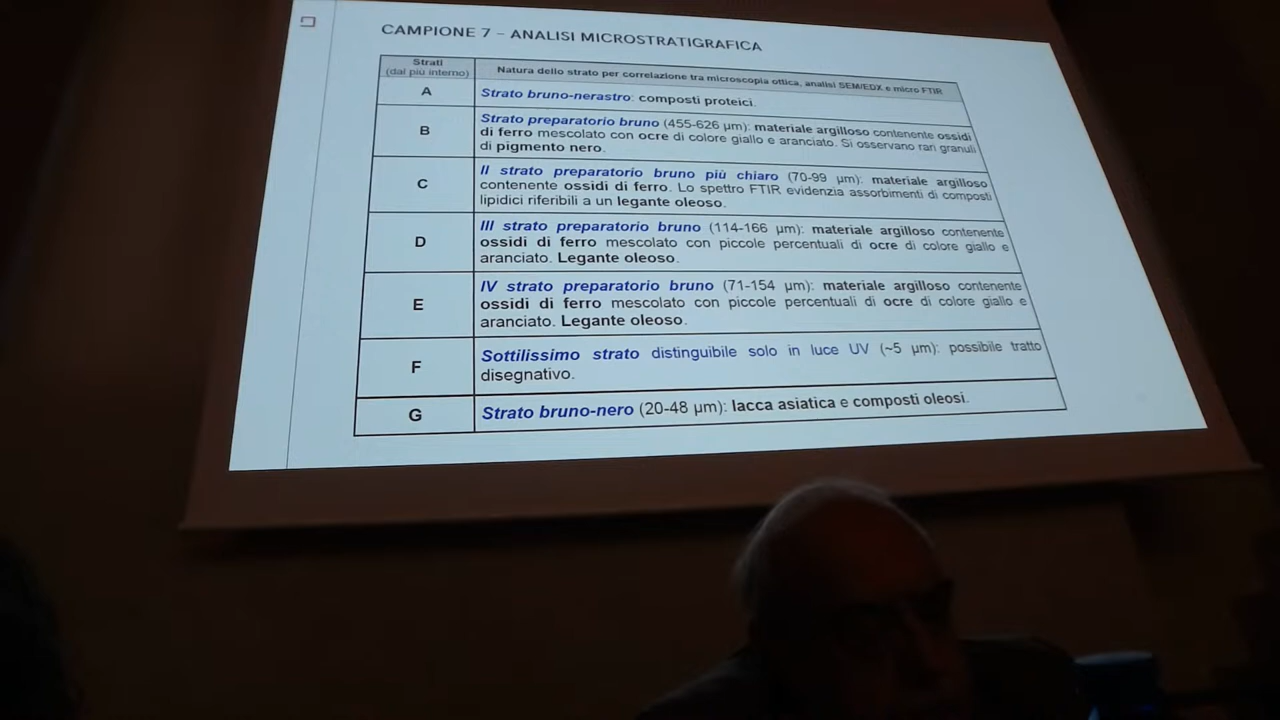 CAMPIONE 7 – ANALISI MICROSTRATIGRAFICA
Strati
(dal più interno)
Natura dello strato per correlazione tra microscopia ottica, analisi SEM/EDX e micro FTIR
A
Strato bruno-nerastro: composti proteici.
B
Strato preparatorio bruno (455-626 µm): materiale argilloso contenente ossidi
di ferro mescolato con ocre di colore giallo e aranciato. Si osservano rari granuli
di pigmento nero.
C
II strato preparatorio bruno più chiaro (70-99 µm): materiale argilloso
contenente ossidi di ferro. Lo spettro FTIR evidenzia assorbimenti di composti
lipidici riferibili a un legante oleoso.
D
III strato preparatorio bruno (114-166 µm): materiale argilloso contenente
ossidi di ferro mescolato con piccole percentuali di ocre di colore giallo e
aranciato. Legante oleoso.
E
IV strato preparatorio bruno (71-154 µm): materiale argilloso contenente
ossidi di ferro mescolato con piccole percentuali di ocre di colore giallo e
aranciato. Legante oleoso.
F
Sottilissimo strato distinguibile solo in luce UV (~5 µm): possibile tratto
disegnativo.
G
Strato bruno-nero (20-48 µm): lacca asiatica e composti oleosi.